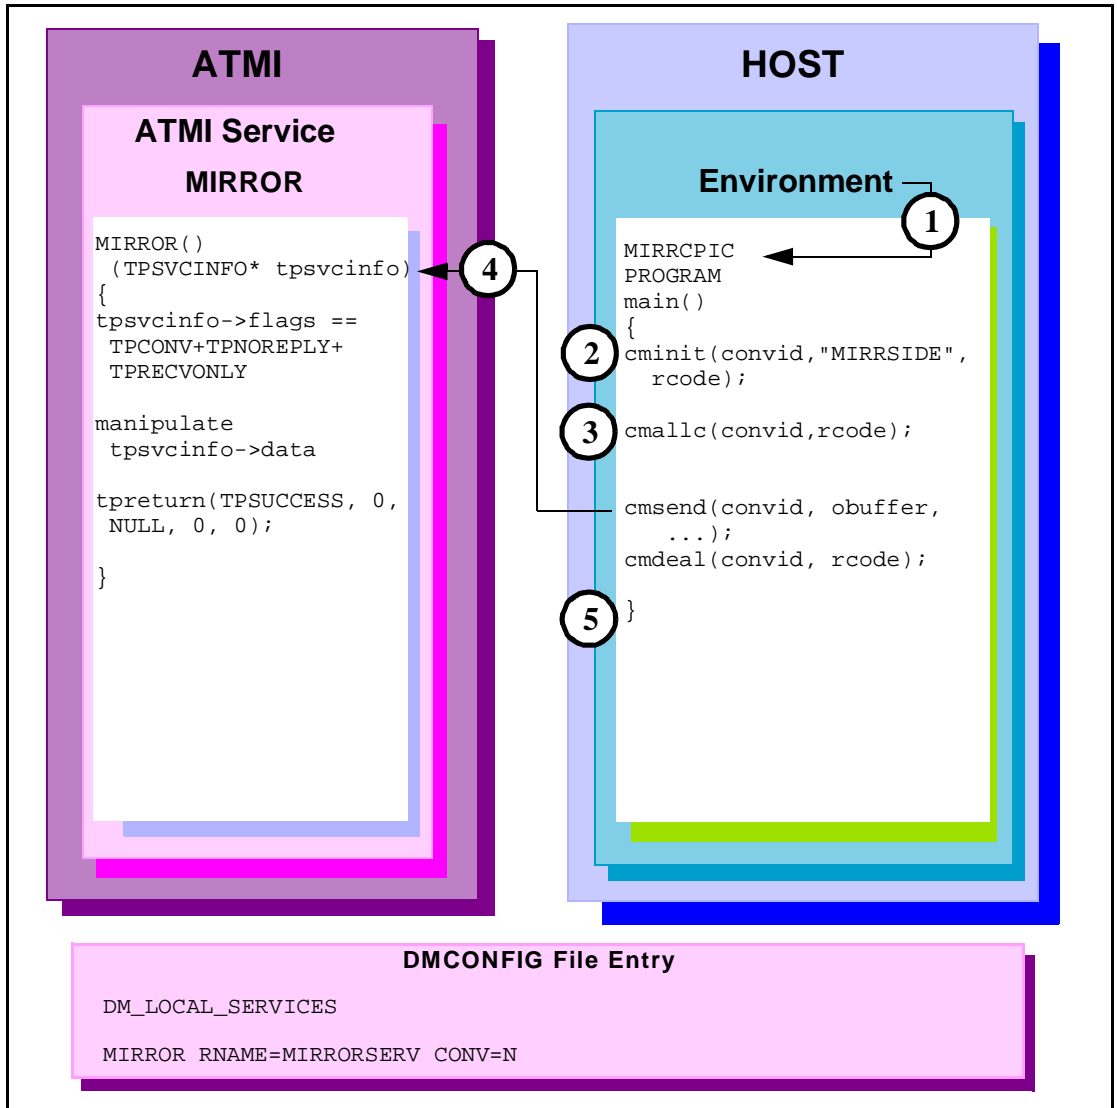 ATMI
ATMI Service
MIRROR
MIRROR()
(TPSVCINFO* tpsvcinfo)
{
tpsvcinfo->flags ==
TPCONV+TPNOREPLY+
TPRECVONLY
manipulate
tpsvcinfo->data
tpreturn(TPSUCCESS, 0,
NULL, 0, 0);
}
4
HOST
Environment
1
MIRRCPIC
PROGRAM
main()
{
2
cminit(convid,"MIRRSIDE",
rcode);
3
cmallc(convid,rcode);
cmsend(convid, obuffer,
...);
cmdeal(convid, rcode);
5
}
DMCONFIG File Entry
DM_LOCAL_SERVICES
MIRROR RNAME=MIRRORSERV CONV=N